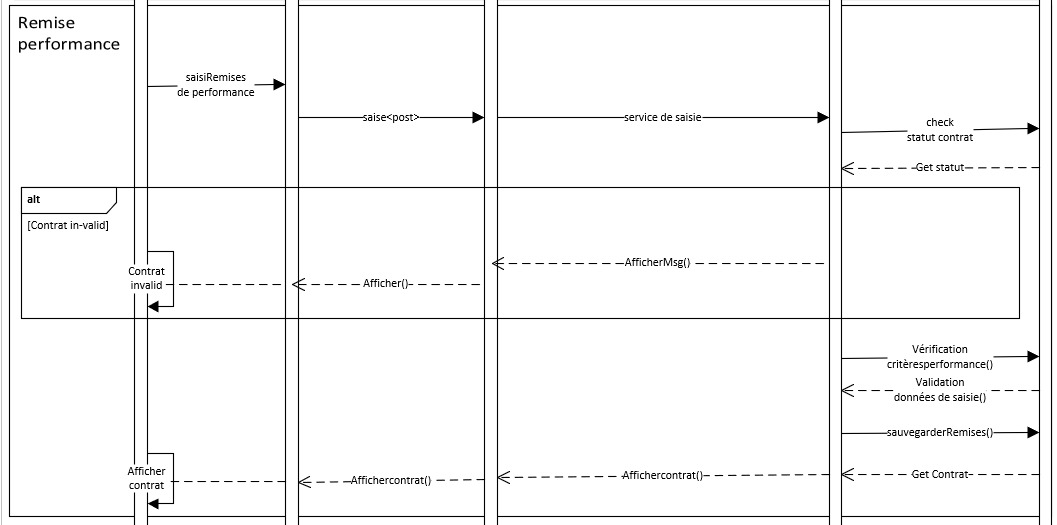 Remise
performance
saisiRemises
de performance
saise<post>
service de saisie
check
statut contrat
Get statut
alt
[Contrat in-valid]
AfficherMsg()
Contrat
invalid
Afficher()
Vérification
critèresperformance()
Validation
données de saisie()
sauvegarderRemises()
Afficher
contrat
Affichercontrat()
Affichercontrat()
Get Contrat